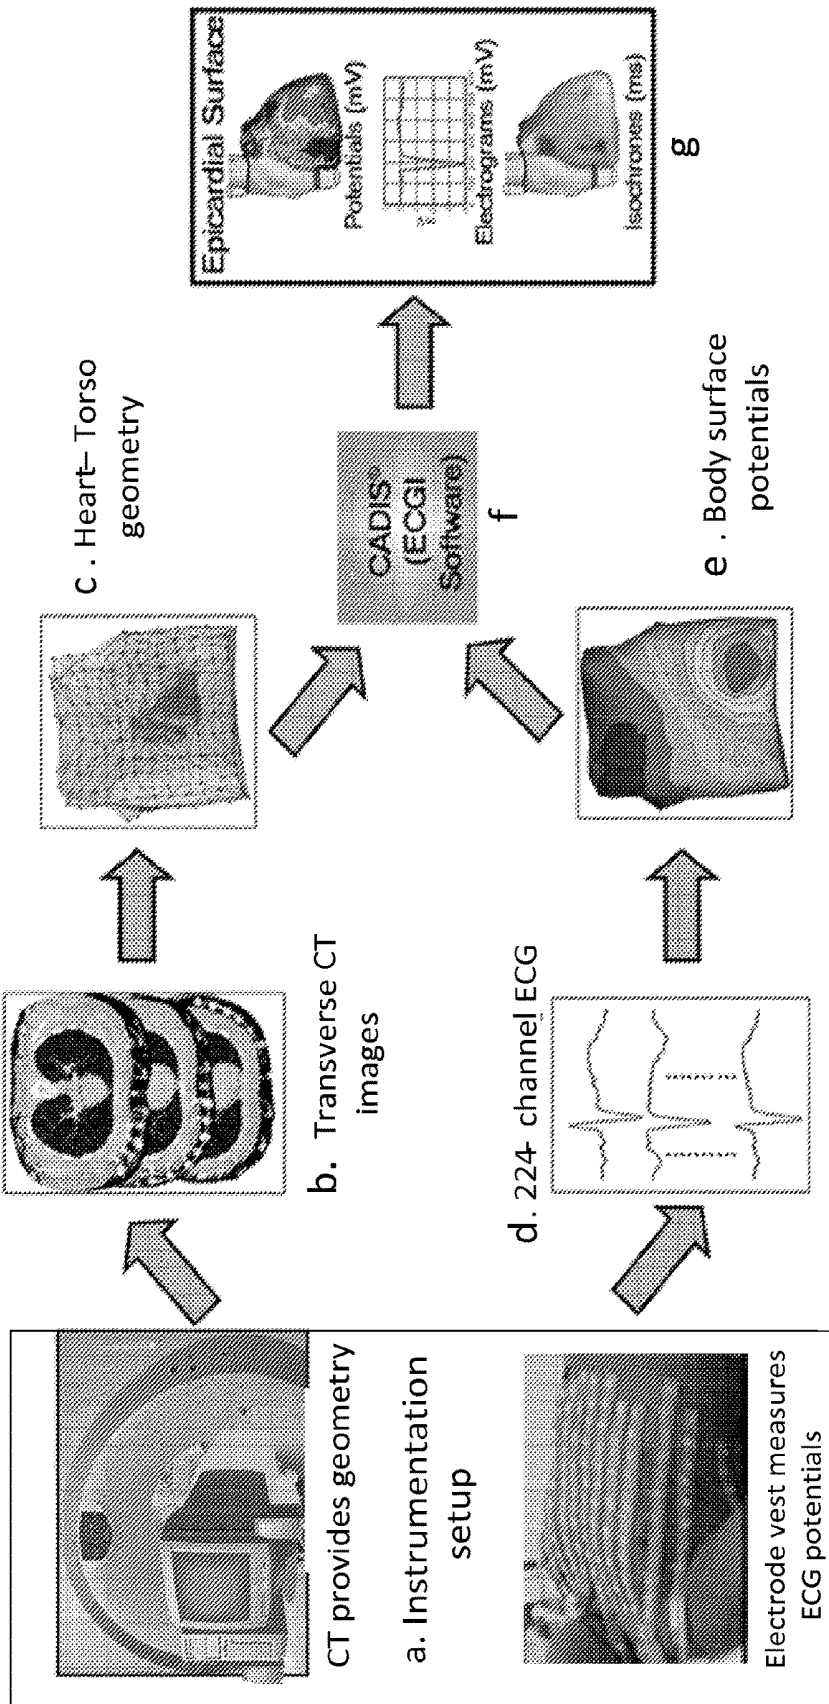 CT provides geometry
a. Instrumentation
setup
Electrode vest measures
ECG potentials
b. Transverse CT
images
c. Heart–Torso
geometry
d. 224- channel ECG
e. Body surface
potentials
CADIS®
(ECGI
Software)
f
Epicardial Surface
Potentials (mV)
Electrograms (mV)
Isochrones (ms)
g